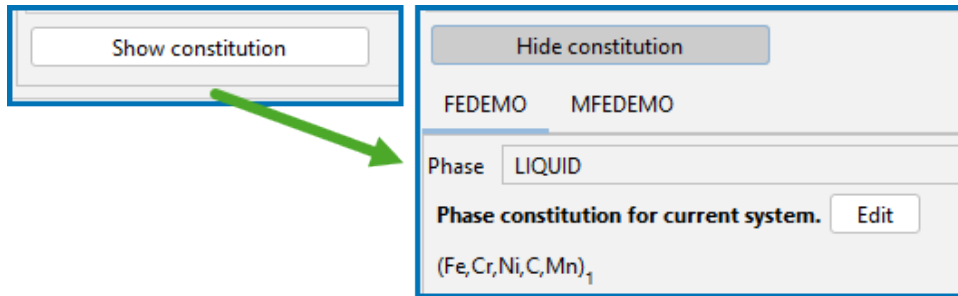 Show constitution
Hide constitution
FEDEMO MFEDEMO
Phase LIQUID
Phase constitution for current system. Edit
(Fe,Cr,Ni,C,Mn)₁